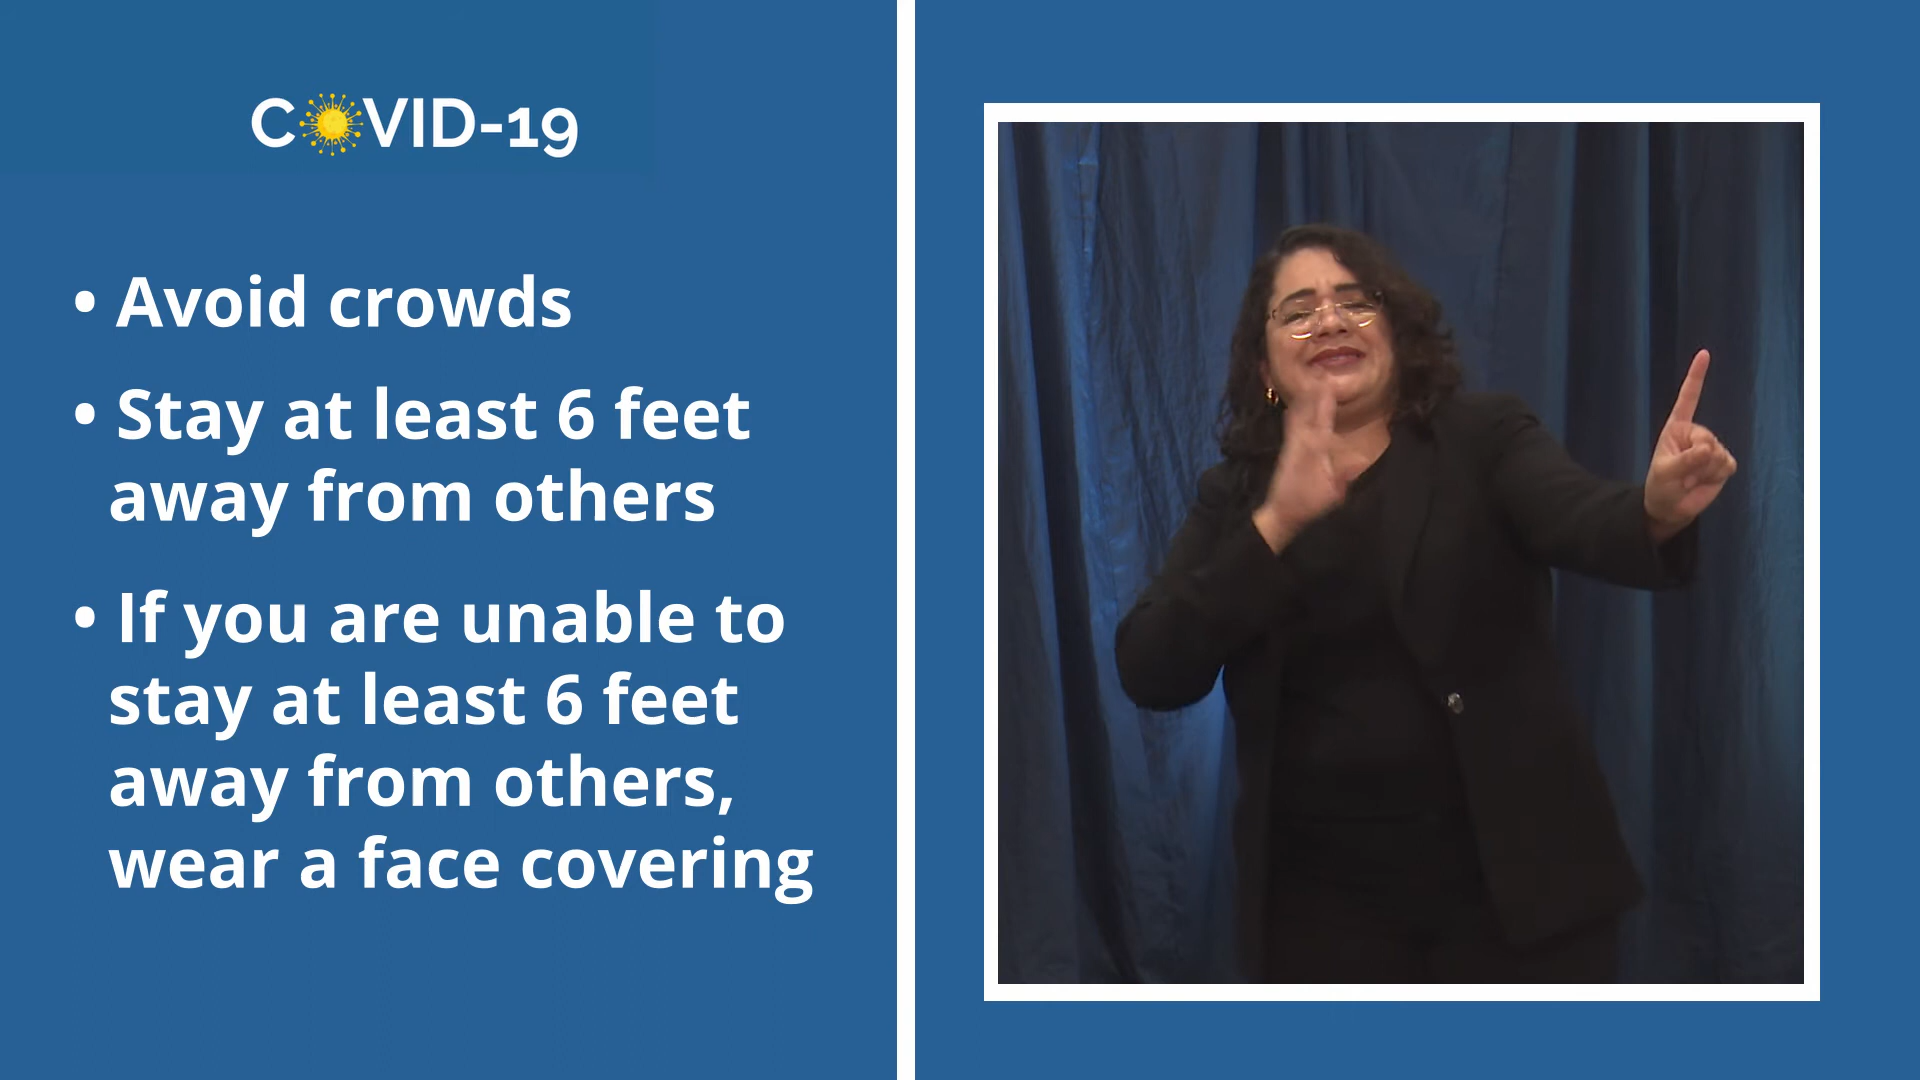 COVID-19
• Avoid crowds
• Stay at least 6 feet
away from others
• If you are unable to
stay at least 6 feet
away from others,
wear a face covering